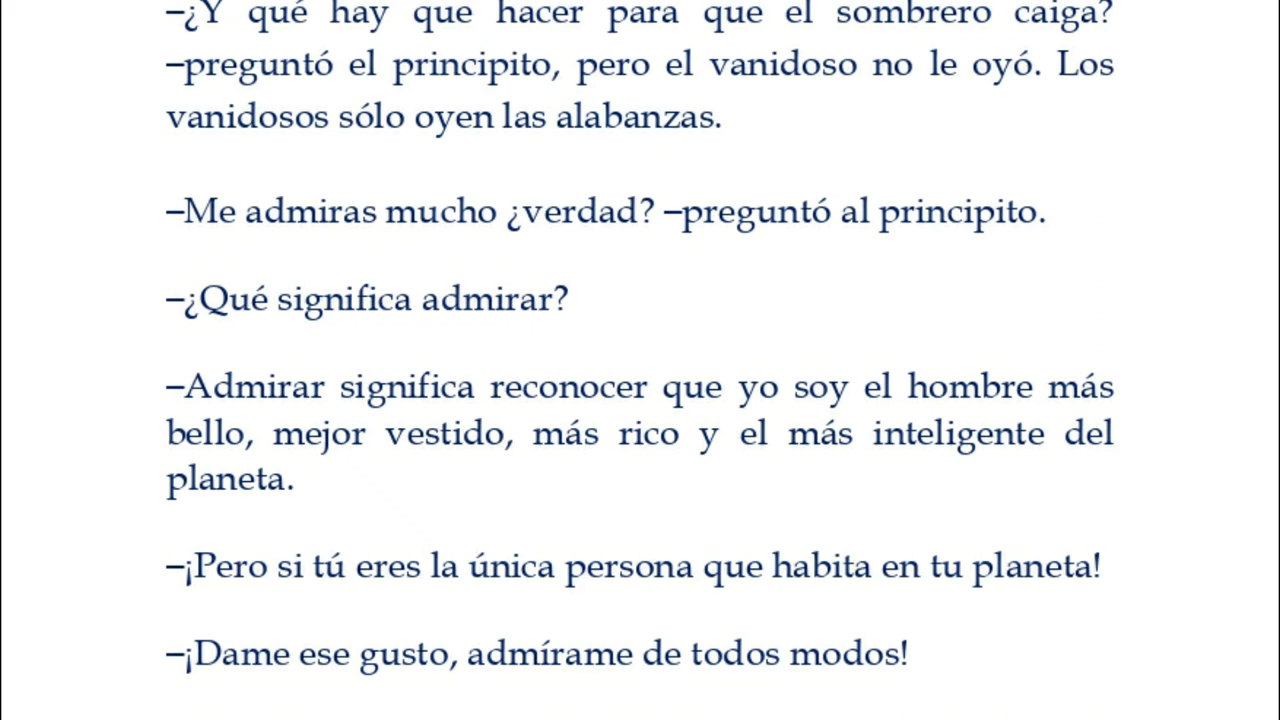 –¿Y qué hay que hacer para que el sombrero caiga?
–preguntó el principito, pero el vanidoso no le oyó. Los
vanidosos sólo oyen las alabanzas.
–Me admiras mucho ¿verdad? –preguntó al principito.
–¿Qué significa admirar?
–Admirar significa reconocer que yo soy el hombre más
bello, mejor vestido, más rico y el más inteligente del
planeta.
–¡Pero si tú eres la única persona que habita en tu planeta!
–¡Dame ese gusto, admírame de todos modos!